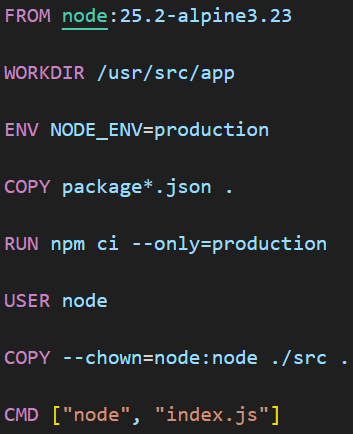 FROM node:25.2-alpine3.23
WORKDIR /usr/src/app
ENV NODE_ENV=production
COPY package*.json .
RUN npm ci --only=production
USER node
COPY --chown=node:node ./src .
CMD ["node", "index.js"]